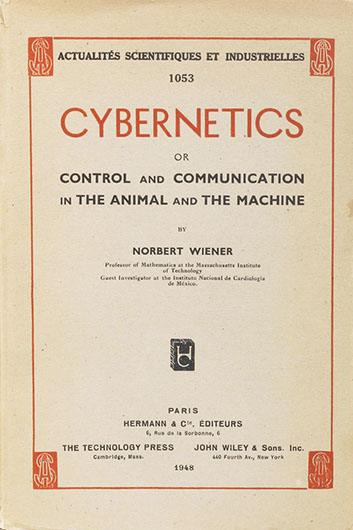 ACTUALITÉS SCIENTIFIQUES ET INDUSTRIELLES
1053
CYBERNETICS
OR
CONTROL AND COMMUNICATION
IN THE ANIMAL AND THE MACHINE
BY
NORBERT WIENER
Professor of Mathematics at the Massachusetts Institute
of Technology
Guest Investigator at the Instituto Nacional de Cardiologia
de México.
HC
PARIS
HERMANN & Cie, ÉDITEURS
6, Rue de la Sorbonne, 6
THE TECHNOLOGY PRESS JOHN WILEY & Sons. Inc.
Cambridge, Mass. 440 Fourth Av., New York
1948